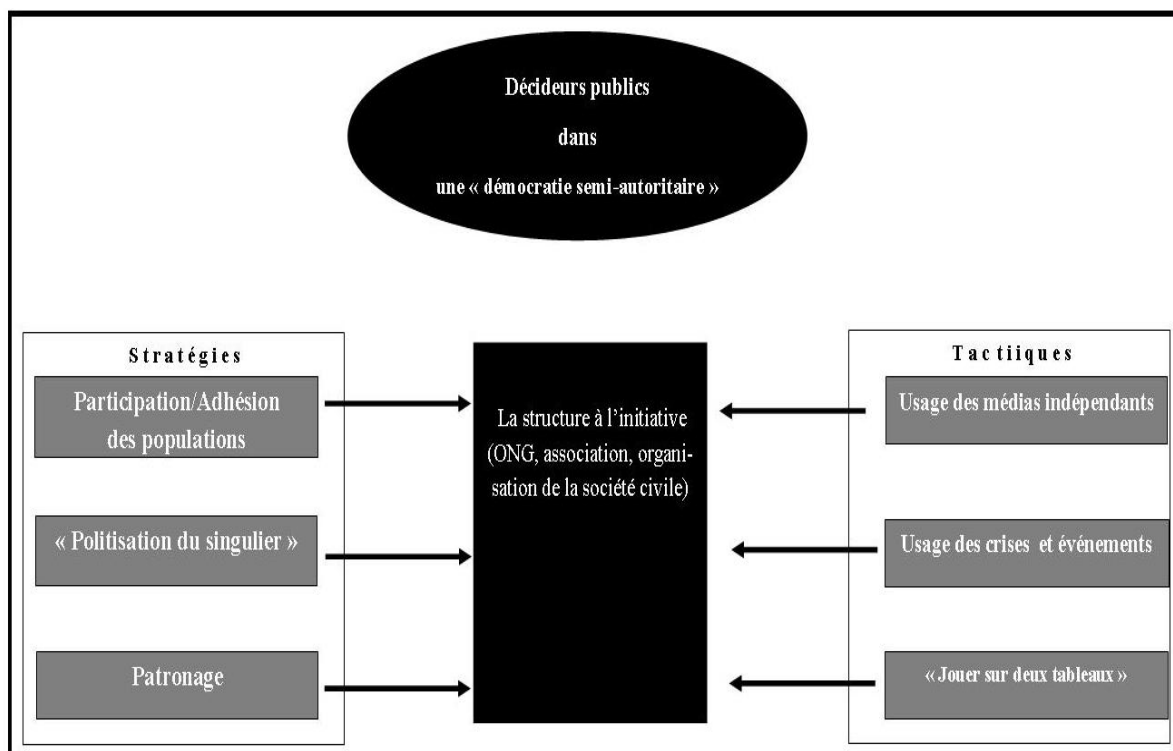 Décideurs publics
dans
une « démocratie semi-autoritaire »
Stratégies
Participation/Adhésion
des populations
« Politisation du singulier »
Patronage
La structure à l’initiative
(ONG, association, organi-
sation de la société civile)
Tactiiques
Usage des médias indépendants
Usage des crises et événements
« Jouer sur deux tableaux »